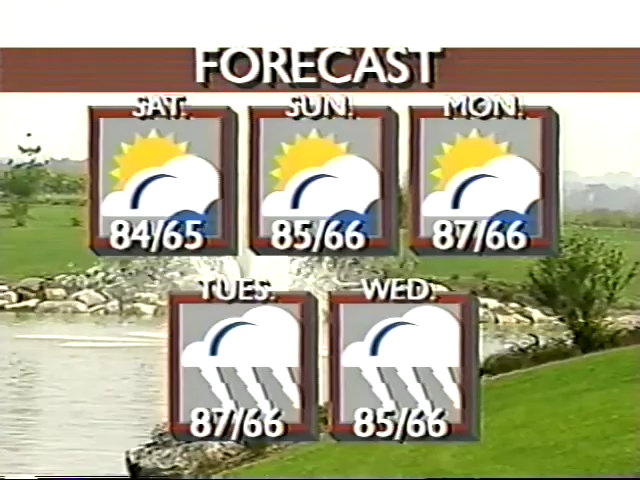 FORECAST
SAT. SUN. MON.
84/65 85/66 87/66
TUES. WED.
87/66 85/66